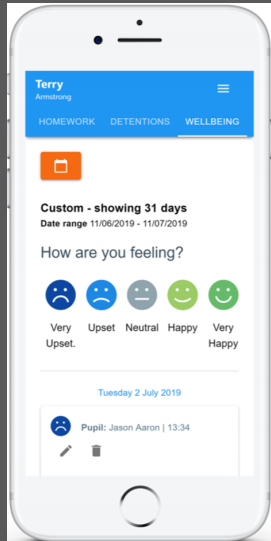 Terry
Armstrong
HOMEWORK DETENTIONS WELLBEING
Custom - showing 31 days
Date range 11/06/2019 - 11/07/2019
How are you feeling?
Very Upset Neutral Happy Very
Upset. Happy
Tuesday 2 July 2019
Pupil: Jason Aaron | 13:34